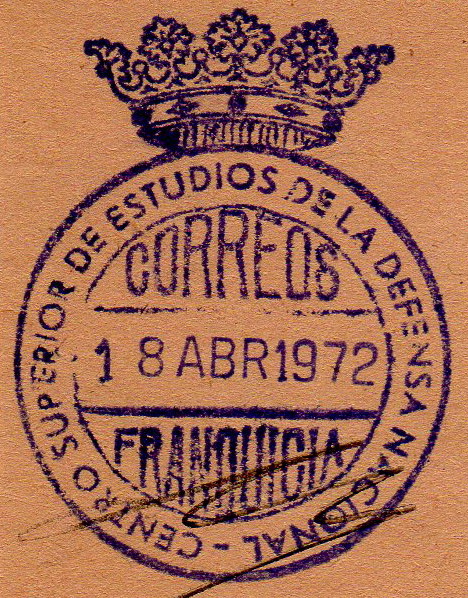 CENTRO SUPERIOR DE ESTUDIOS DE LA DEFENSA NACIONAL -
CORREOS
18 ABR 1972
FRANQUICIA